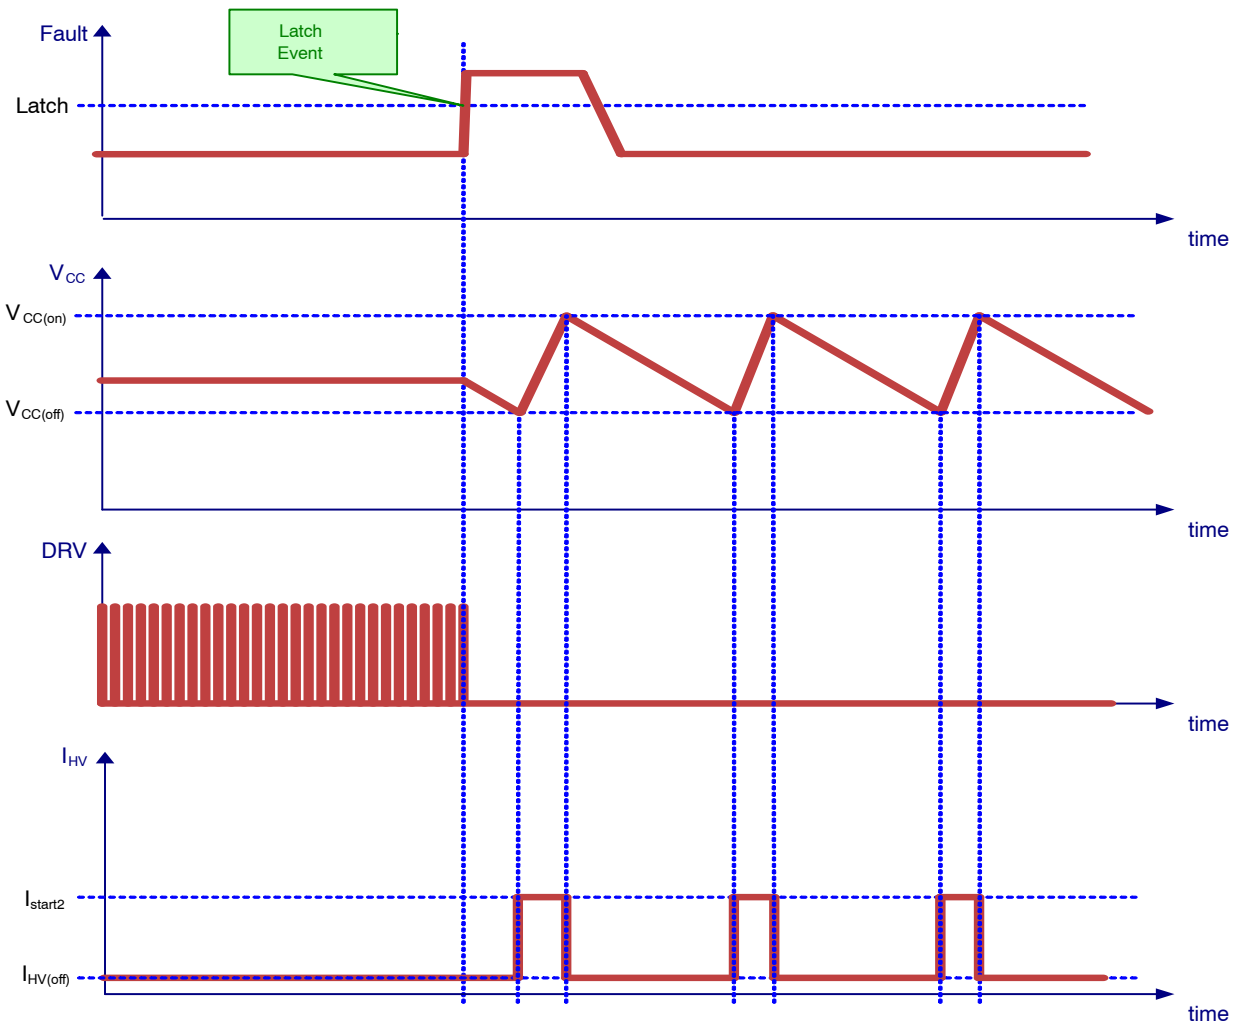 Latch
Event
Fault
Latch
time
VCC
VCC(on)
VCC(off)
time
DRV
time
IHV
Istart2
IHV(off)
time